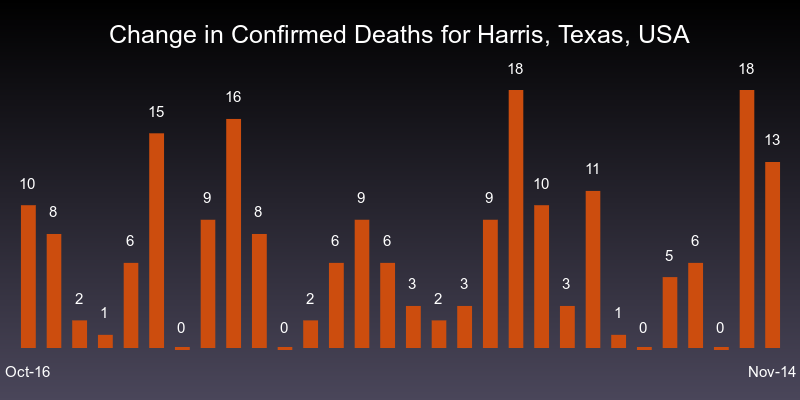 Change in Confirmed Deaths for Harris, Texas, USA
10 8 2 1 6 15 0 9 16 8 0 2 6 9 6 3 2 3 9 18 10 3 11 1 0 5 6 0 18 13
Oct-16 Nov-14